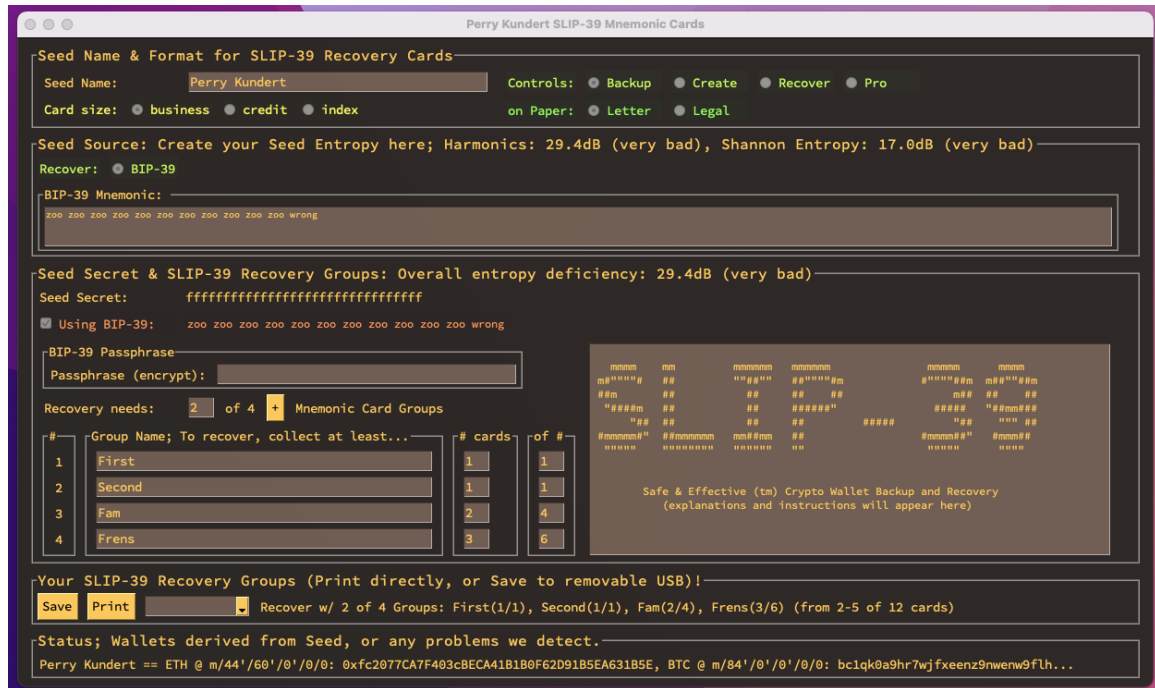 Perry Kundert SLIP-39 Mnemonic Cards
Seed Name & Format for SLIP-39 Recovery Cards
Seed Name: Perry Kundert Controls: Backup Create Recover Pro
Card size: business credit index on Paper: Letter Legal
Seed Source: Create your Seed Entropy here; Harmonics: 29.4dB (very bad), Shannon Entropy: 17.0dB (very bad)
Recover: BIP-39
BIP-39 Mnemonic:
zoo zoo zoo zoo zoo zoo zoo zoo zoo zoo zoo wrong
Seed Secret & SLIP-39 Recovery Groups: Overall entropy deficiency: 29.4dB (very bad)
Seed Secret: ffffffffffffffffffffffffffffffff
Using BIP-39: zoo zoo zoo zoo zoo zoo zoo zoo zoo zoo zoo wrong
BIP-39 Passphrase
Passphrase (encrypt):
Recovery needs: 2 of 4 + Mnemonic Card Groups
# Group Name; To recover, collect at least... # cards of #
1 First 1 1
2 Second 1 1
3 Fam 2 4
4 Frens 3 6
SLIP-39
Safe & Effective (tm) Crypto Wallet Backup and Recovery
(explanations and instructions will appear here)
Your SLIP-39 Recovery Groups (Print directly, or Save to removable USB)!
Save Print Recover w/ 2 of 4 Groups: First(1/1), Second(1/1), Fam(2/4), Frens(3/6) (from 2-5 of 12 cards)
Status; Wallets derived from Seed, or any problems we detect.
Perry Kundert == ETH @ m/44'/60'/0'/0/0: 0xfc2077CA7F403cBECA41B1B0F62D91B5EA631B5E, BTC @ m/84'/0'/0'/0/0: bc1qk0a9hr7wjfxeenz9nwenw9flh...